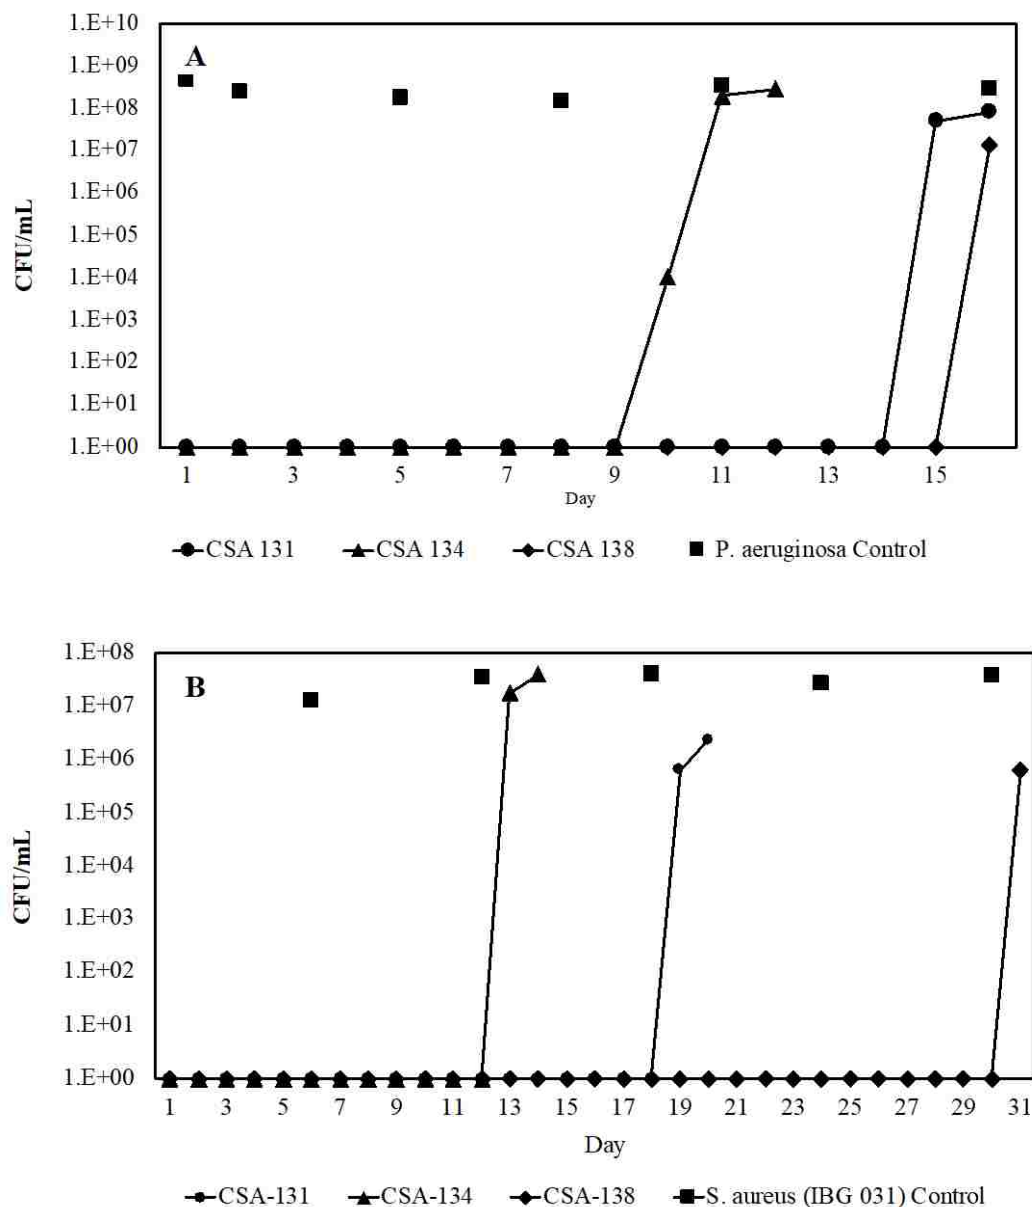 1.E+10
A
1.E+09
1.E+08
1.E+07
1.E+06
1.E+05
1.E+04
1.E+03
1.E+02
1.E+01
1.E+00
CFU/mL
1 3 5 7 9 11 13 15
Day
CSA 131 CSA 134 CSA 138 P. aeruginosa Control
1.E+08
B
1.E+07
1.E+06
1.E+05
1.E+04
1.E+03
1.E+02
1.E+01
1.E+00
CFU/mL
1 3 5 7 9 11 13 15 17 19 21 23 25 27 29 31
Day
CSA-131 CSA-134 CSA-138 S. aureus (IBG 031) Control